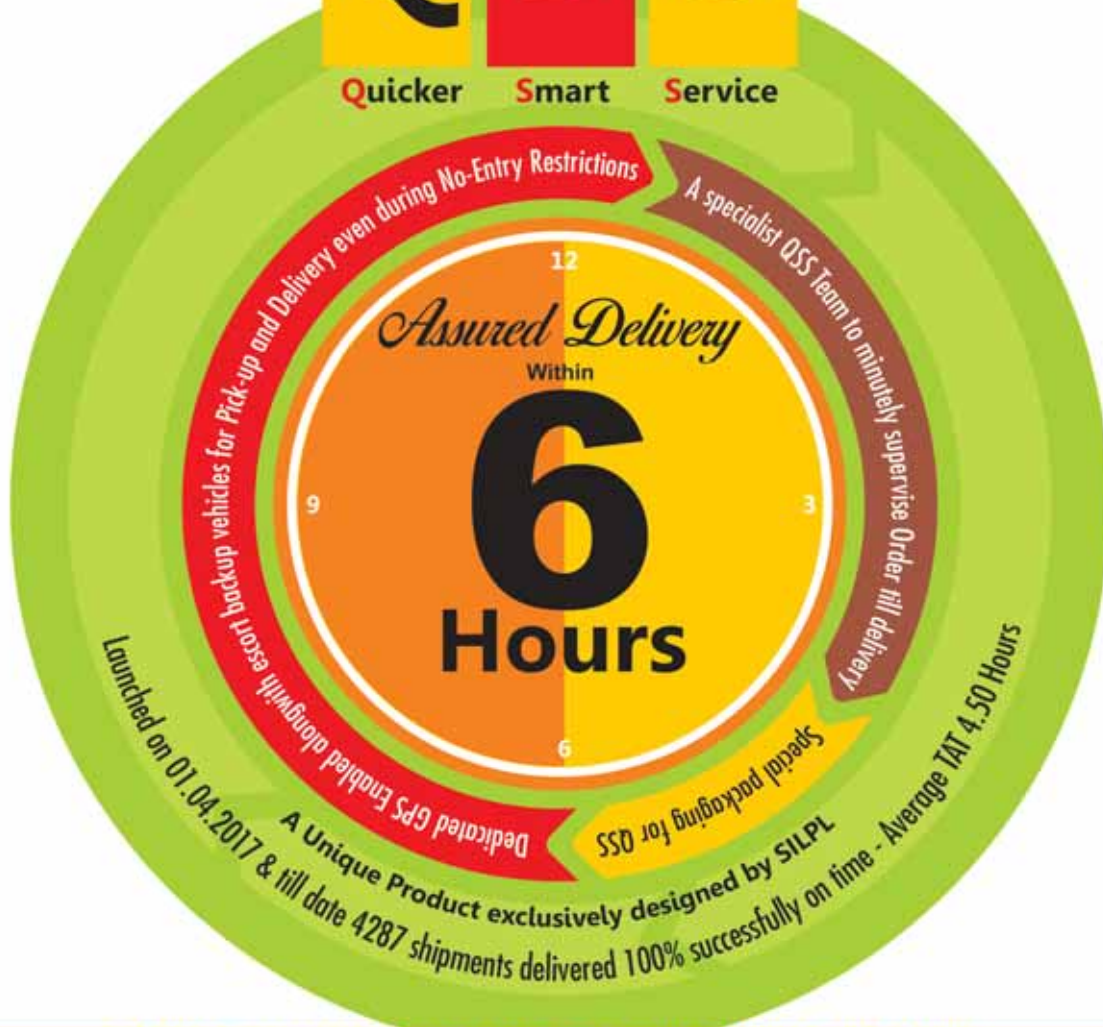 Quicker Smart Service
A specialist QSS Team to minutely supervise Order till delivery
Special packaging for QSS
Dedicated GPS Enabled alongwith escort backup vehicles for Pick-up and Delivery even during No-Entry Restrictions
12
Assured Delivery
Within
6
Hours
9
3
6
A Unique Product exclusively designed by SILPL
Launched on 01.04.2017 & till date 4287 shipments delivered 100% successfully on time - Average TAT 4.50 Hours